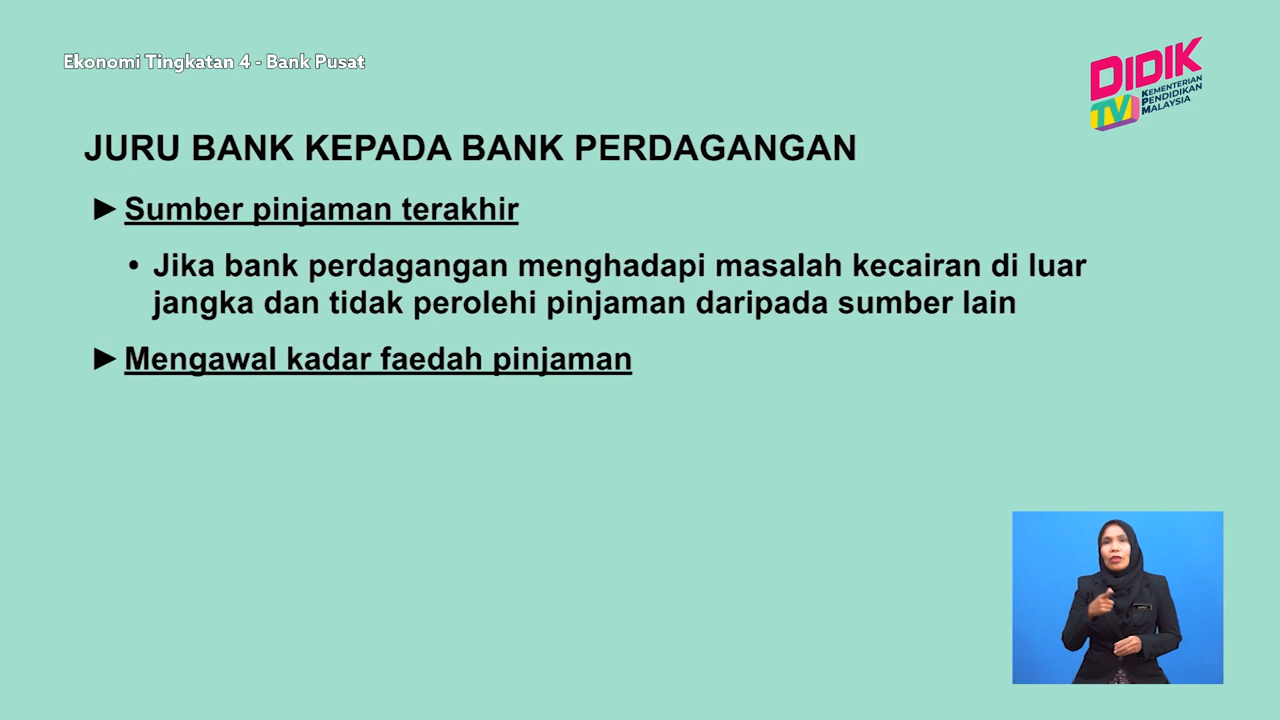 Ekonomi Tingkatan 4 - Bank Pusat
DIDIK
TV
KEMENTERIAN
PENDIDIKAN
MALAYSIA
JURU BANK KEPADA BANK PERDAGANGAN
►Sumber pinjaman terakhir
• Jika bank perdagangan menghadapi masalah kecairan di luar
jangka dan tidak perolehi pinjaman daripada sumber lain
►Mengawal kadar faedah pinjaman